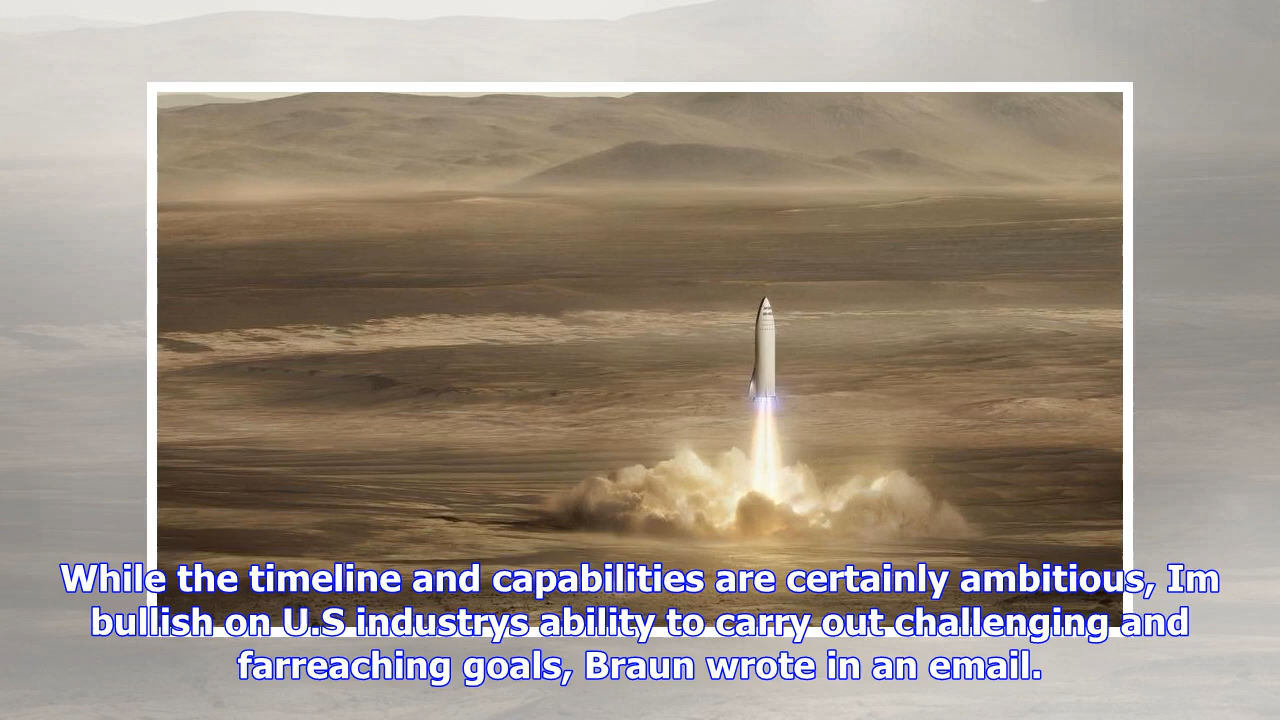 While the timeline and capabilities are certainly ambitious, Im
bullish on U.S industrys ability to carry out challenging and
farreaching goals, Braun wrote in an email.